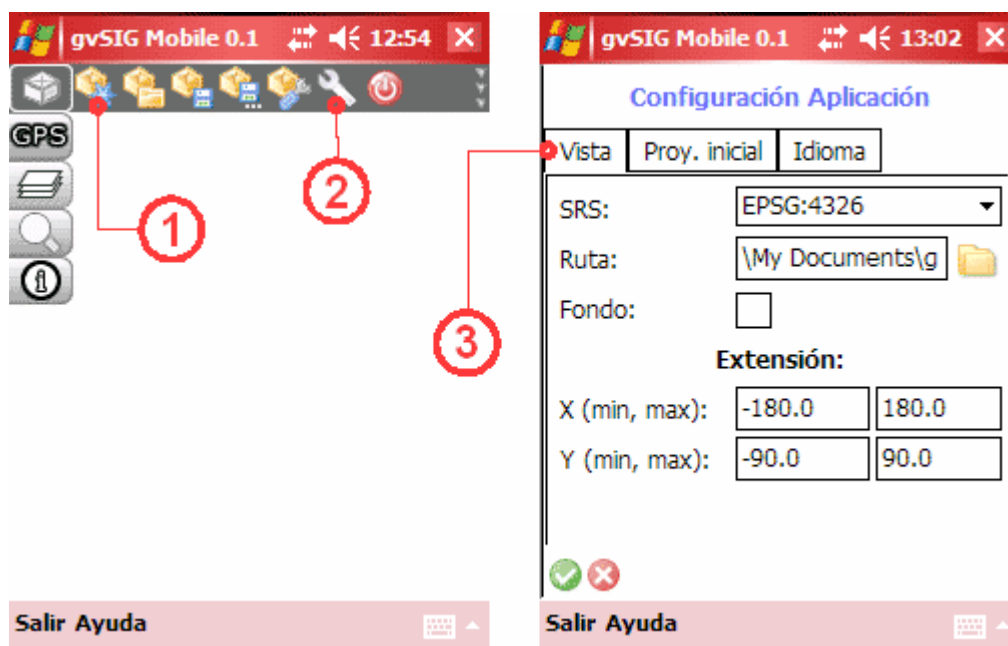 gvSIG Mobile 0.1 12:54
GPS
1
2
3
Salir Ayuda
gvSIG Mobile 0.1 13:02
Configuración Aplicación
Vista Proy. inicial Idioma
SRS: EPSG:4326
Ruta: \My Documents\g
Fondo:
Extensión:
X (min, max): -180.0 180.0
Y (min, max): -90.0 90.0
Salir Ayuda